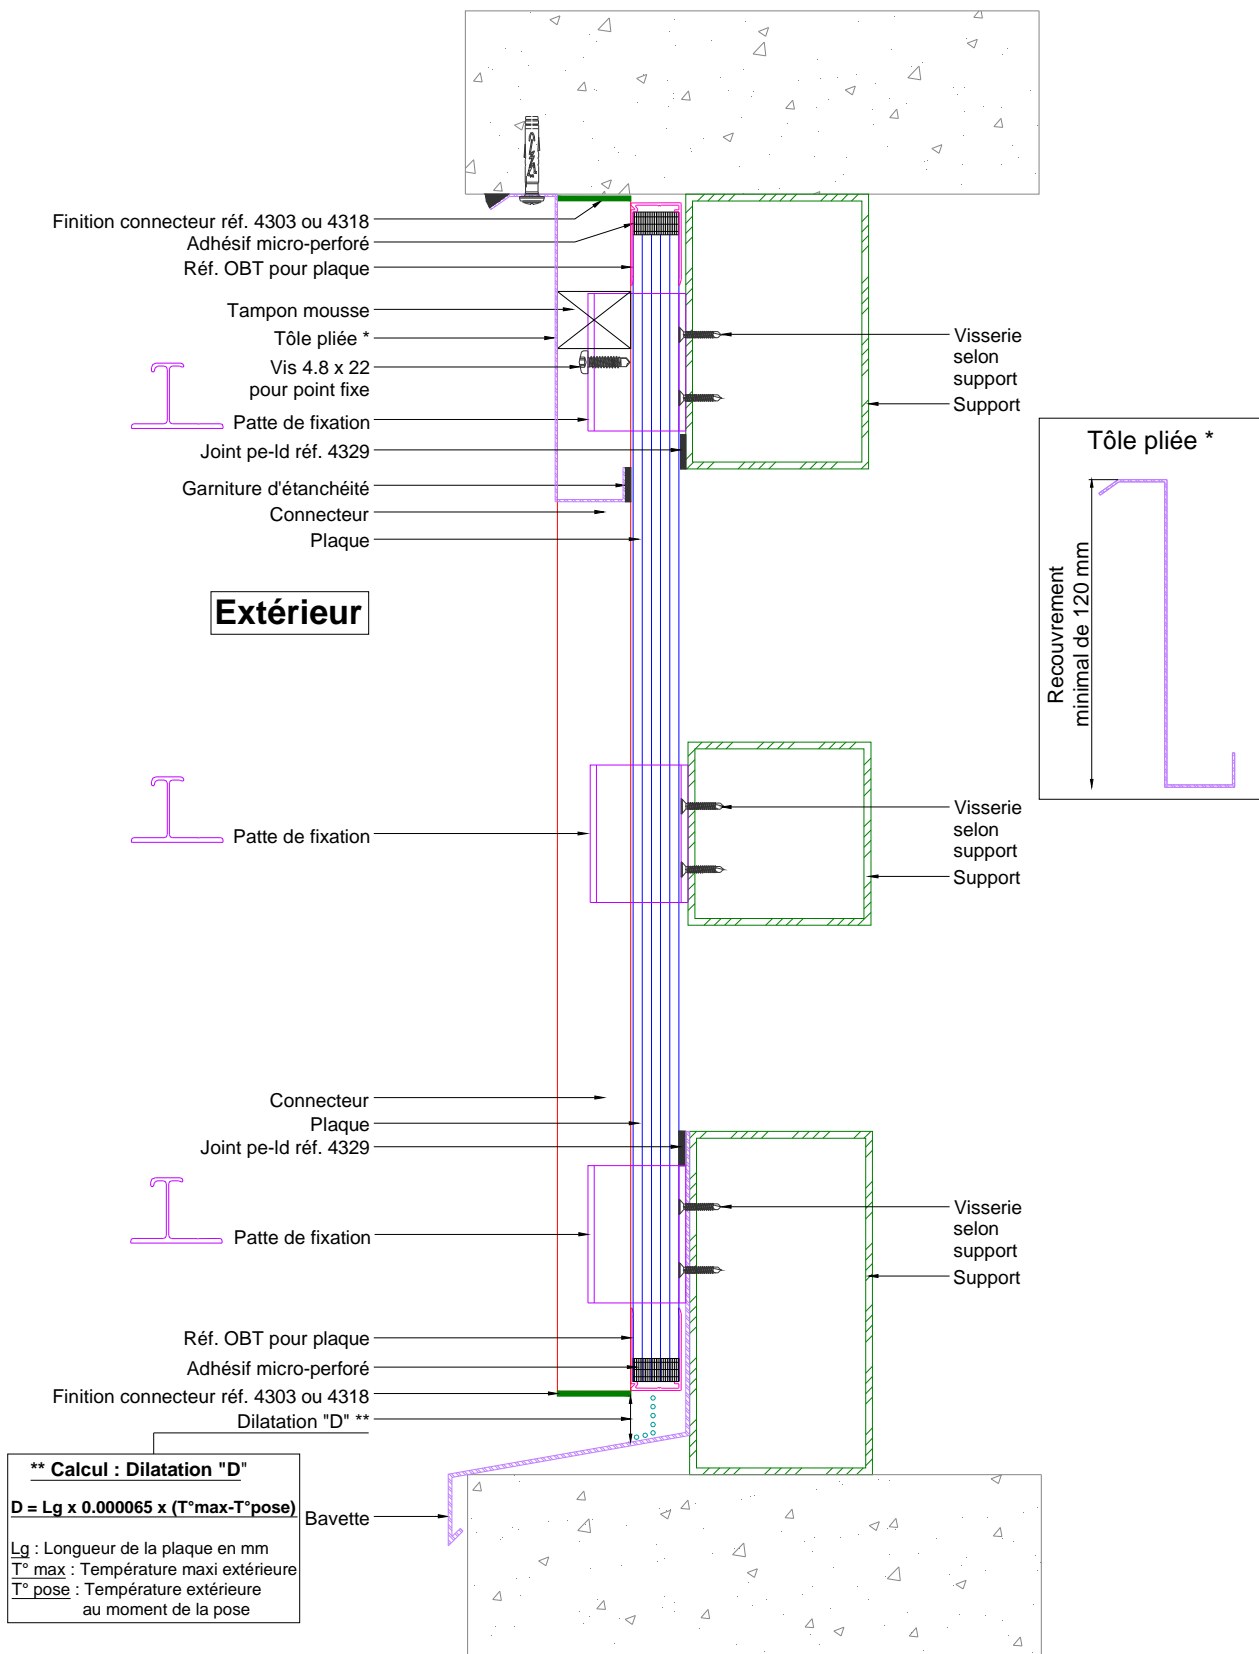 Finition connecteur réf. 4303 ou 4318
Adhésif micro-perforé
Réf. OBT pour plaque
Tampon mousse
Tôle pliée *
Vis 4.8 x 22
pour point fixe
Patte de fixation
Joint pe-ld réf. 4329
Garniture d'étanchéité
Connecteur
Plaque
Visserie
selon
support
Support
Tôle pliée *
Recouvrement
minimal de 120 mm
Extérieur
Patte de fixation
Visserie
selon
support
Support
Connecteur
Plaque
Joint pe-ld réf. 4329
Patte de fixation
Visserie
selon
support
Support
Réf. OBT pour plaque
Adhésif micro-perforé
Finition connecteur réf. 4303 ou 4318
Dilatation "D" **
** Calcul : Dilatation "D"
D = Lg x 0.000065 x (T°max-T°pose)
Lg : Longueur de la plaque en mm
T° max : Température maxi extérieure
T° pose : Température extérieure
au moment de la pose
Bavette